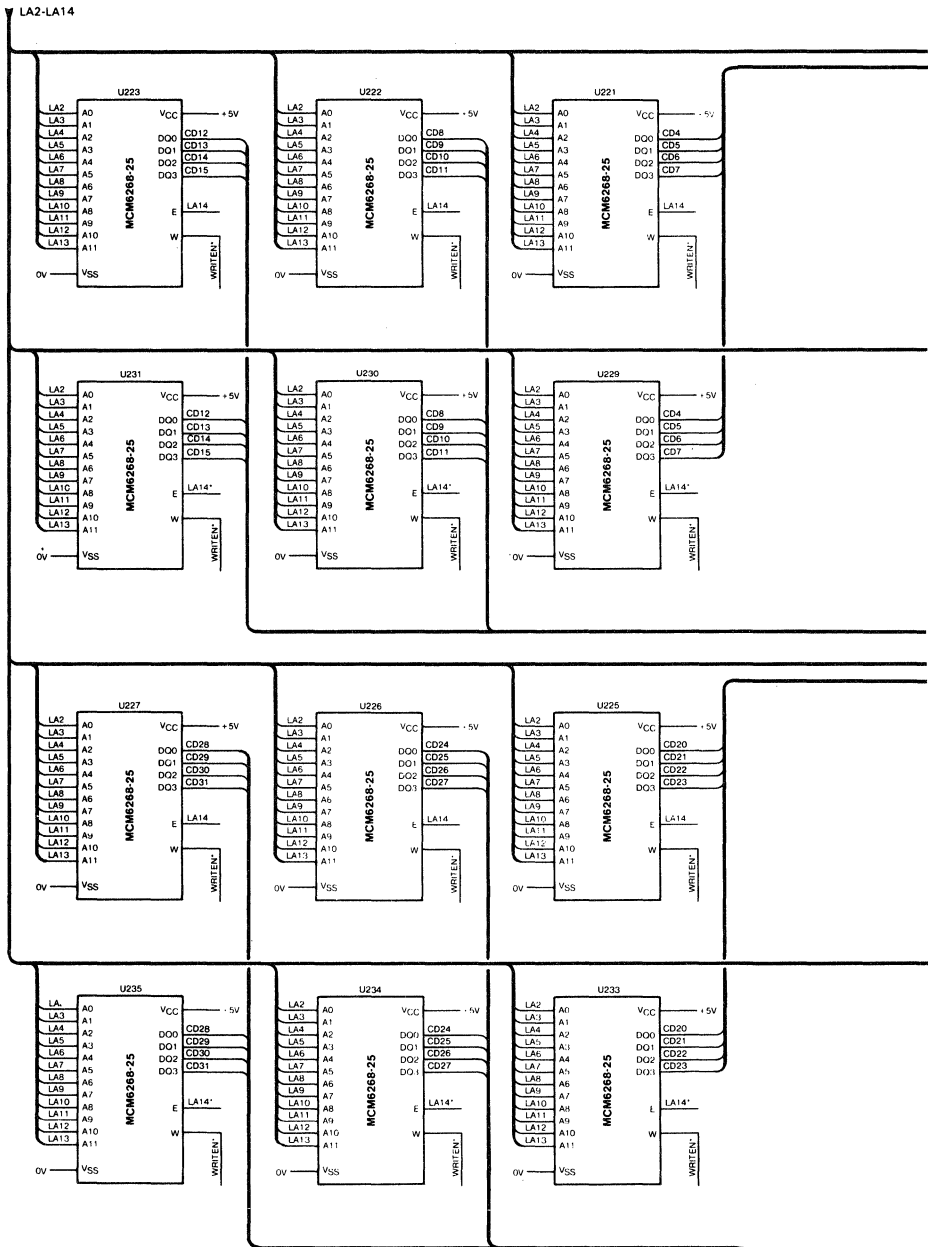 LA2-LA14
U223
LA2 A0 VCC +5V
LA3 A1
LA4 A2 DQ0 CD12
LA5 A3 DQ1 CD13
LA6 A4 DQ2 CD14
LA7 A5 DQ3 CD15
LA8 A6
LA9 A7
LA10 A8 E LA14
LA11 A9
LA12 A10 W
LA13 A11
0V VSS
MCM6268-25
WRITEN*
U222
LA2 A0 VCC +5V
LA3 A1
LA4 A2 DQ0 CD8
LA5 A3 DQ1 CD9
LA6 A4 DQ2 CD10
LA7 A5 DQ3 CD11
LA8 A6
LA9 A7
LA10 A8 E LA14
LA11 A9
LA12 A10 W
LA13 A11
0V VSS
MCM6268-25
WRITEN*
U221
LA2 A0 VCC +5V
LA3 A1
LA4 A2 DQ0 CD4
LA5 A3 DQ1 CD5
LA6 A4 DQ2 CD6
LA7 A5 DQ3 CD7
LA8 A6
LA9 A7
LA10 A8 E LA14
LA11 A9
LA12 A10 W
LA13 A11
0V VSS
MCM6268-25
WRITEN*
U231
LA2 A0 VCC +5V
LA3 A1
LA4 A2 DQ0 CD12
LA5 A3 DQ1 CD13
LA6 A4 DQ2 CD14
LA7 A5 DQ3 CD15
LA8 A6
LA9 A7
LA10 A8 E LA14*
LA11 A9
LA12 A10 W
LA13 A11
0V VSS
MCM6268-25
WRITEN*
U230
LA2 A0 VCC +5V
LA3 A1
LA4 A2 DQ0 CD8
LA5 A3 DQ1 CD9
LA6 A4 DQ2 CD10
LA7 A5 DQ3 CD11
LA8 A6
LA9 A7
LA10 A8 E LA14*
LA11 A9
LA12 A10 W
LA13 A11
0V VSS
MCM6268-25
WRITEN*
U229
LA2 A0 VCC +5V
LA3 A1
LA4 A2 DQ0 CD4
LA5 A3 DQ1 CD5
LA6 A4 DQ2 CD6
LA7 A5 DQ3 CD7
LA8 A6
LA9 A7
LA10 A8 E LA14*
LA11 A9
LA12 A10 W
LA13 A11
0V VSS
MCM6268-25
WRITEN*
U227
LA2 A0 VCC +5V
LA3 A1
LA4 A2 DQ0 CD28
LA5 A3 DQ1 CD29
LA6 A4 DQ2 CD30
LA7 A5 DQ3 CD31
LA8 A6
LA9 A7
LA10 A8 E LA14
LA11 A9
LA12 A10 W
LA13 A11
0V VSS
MCM6268-25
WRITEN*
U226
LA2 A0 VCC +5V
LA3 A1
LA4 A2 DQ0 CD24
LA5 A3 DQ1 CD25
LA6 A4 DQ2 CD26
LA7 A5 DQ3 CD27
LA8 A6
LA9 A7
LA10 A8 E LA14
LA11 A9
LA12 A10 W
LA13 A11
0V VSS
MCM6268-25
WRITEN*
U225
LA2 A0 VCC +5V
LA3 A1
LA4 A2 DQ0 CD20
LA5 A3 DQ1 CD21
LA6 A4 DQ2 CD22
LA7 A5 DQ3 CD23
LA8 A6
LA9 A7
LA10 A8 E LA14
LA11 A9
LA12 A10 W
LA13 A11
0V VSS
MCM6268-25
WRITEN*
U235
A0 VCC +5V
LA3 A1
LA4 A2 DQ0 CD28
LA5 A3 DQ1 CD29
LA6 A4 DQ2 CD30
LA7 A5 DQ3 CD31
LA8 A6
LA9 A7
LA10 A8 E LA14*
LA11 A9
LA12 A10 W
LA13 A11
0V VSS
MCM6268-25
WRITEN*
U234
LA2 A0 VCC +5V
LA3 A1
LA4 A2 DQ0 CD24
LA5 A3 DQ1 CD25
LA6 A4 DQ2 CD26
LA7 A5 DQ3 CD27
LA8 A6
LA9 A7
LA10 A8 E LA14*
LA11 A9
LA12 A10 W
LA13 A11
0V VSS
MCM6268-25
WRITEN*
U233
LA2 A0 VCC +5V
LA3 A1
LA4 A2 DQ0 CD20
LA5 A3 DQ1 CD21
LA6 A4 DQ2 CD22
LA7 A5 DQ3 CD23
LA8 A6
LA9 A7
LA10 A8 E LA14*
LA11 A9
LA12 A10 W
LA13 A11
0V VSS
MCM6268-25
WRITEN*